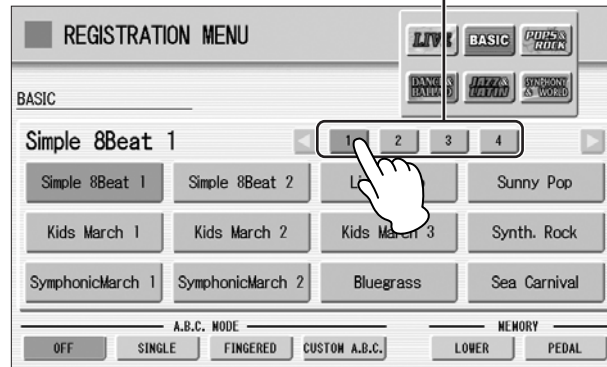 REGISTRATION MENU
LIVE BASIC POPS & ROCK
DANCE & BALLAD JAZZ & LATIN SYMPHONY & WORLD
BASIC
Simple 8Beat 1 1 2 3 4
Simple 8Beat 1 Simple 8Beat 2 Sunny Pop
Kids March 1 Kids March 2 Kids March 3 Synth. Rock
SymphonicMarch 1 SymphonicMarch 2 Bluegrass Sea Carnival
A.B.C. MODE MEMORY
OFF SINGLE FINGERED CUSTOM A.B.C. LOWER PEDAL